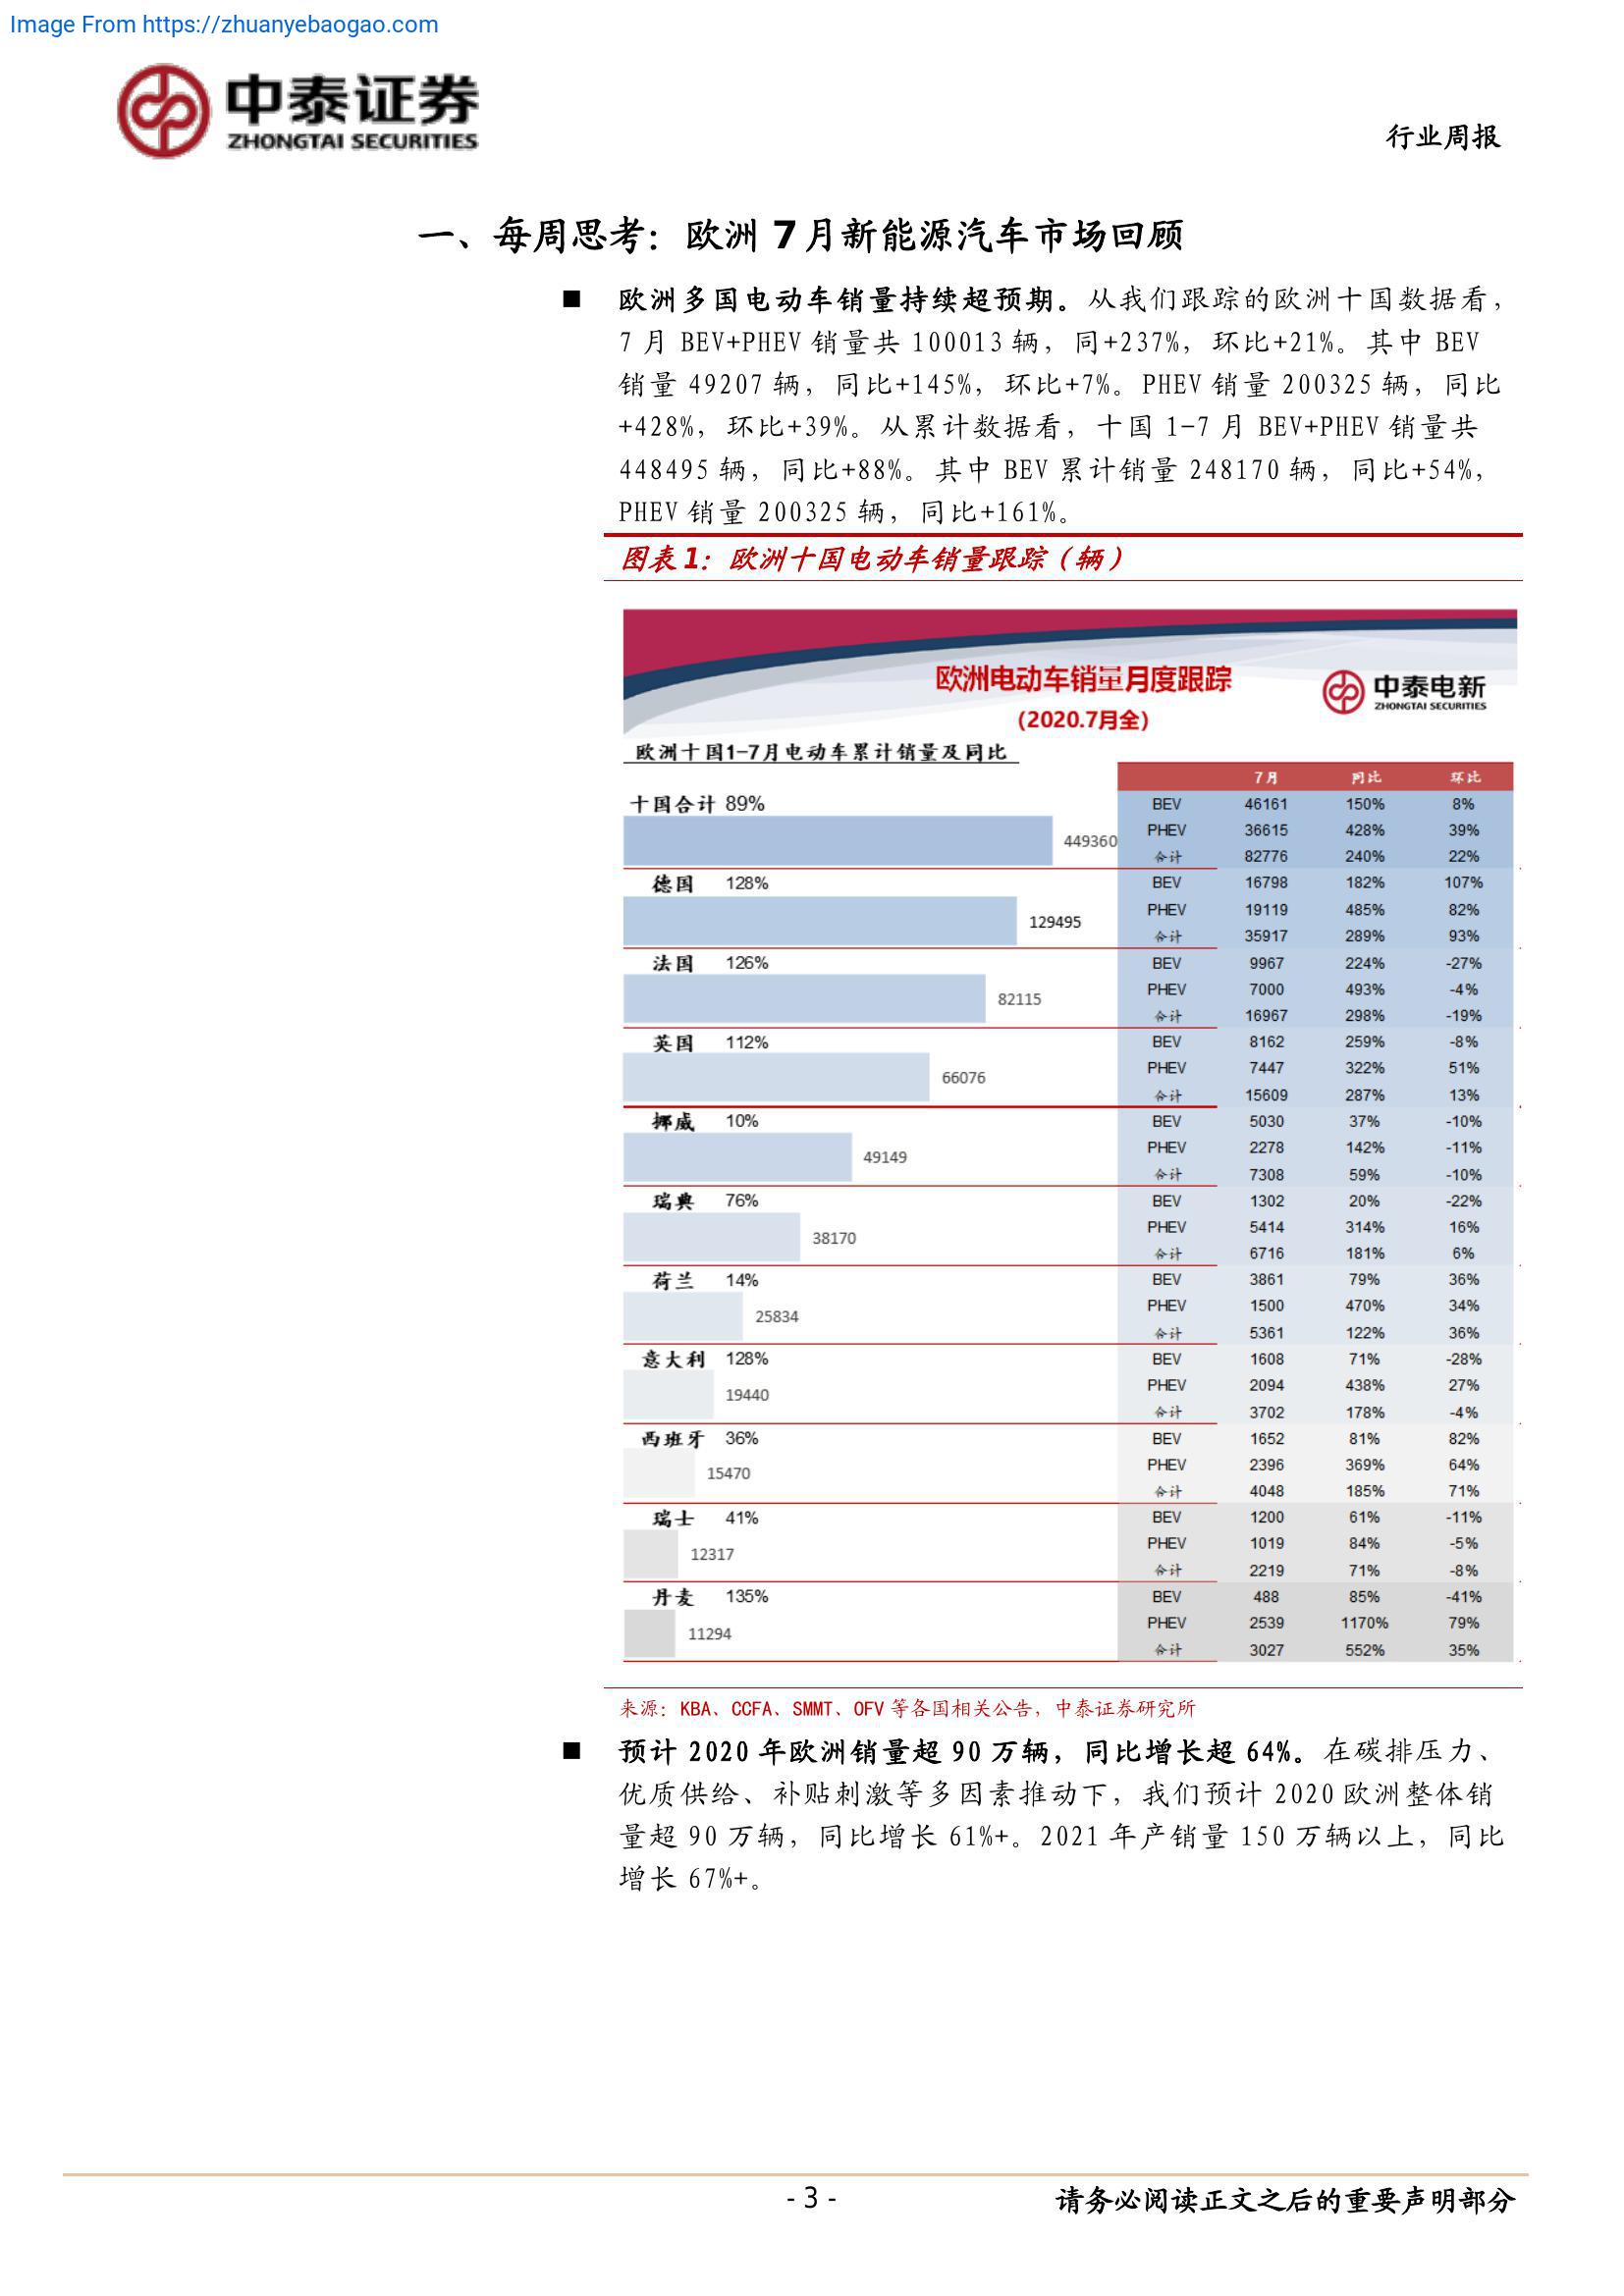 Image From https://zhuanyebaogao.com
中泰证券
ZHONGTAI SECURITIES
行业周报
一、每周思考：欧洲 7 月新能源汽车市场回顾
■ 欧洲多国电动车销量持续超预期。从我们跟踪的欧洲十国数据看，
7 月 BEV+PHEV 销量共 100013 辆，同+237%，环比+21%。其中 BEV
销量 49207 辆，同比+145%，环比+7%。PHEV 销量 200325 辆，同比
+428%，环比+39%。从累计数据看，十国 1-7 月 BEV+PHEV 销量共
448495 辆，同比+88%。其中 BEV 累计销量 248170 辆，同比+54%，
PHEV 销量 200325 辆，同比+161%。
图表 1：欧洲十国电动车销量跟踪（辆）
欧洲电动车销量月度跟踪
（2020.7月全）
中泰电新
ZHONGTAI SECURITIES
欧洲十国1-7月电动车累计销量及同比
7月 同比 环比
十国合计 89% BEV 46161 150% 8%
449360 PHEV 36615 428% 39%
合计 82776 240% 22%
德国 128% BEV 16798 182% 107%
129495 PHEV 19119 485% 82%
合计 35917 289% 93%
法国 126% BEV 9967 224% -27%
82115 PHEV 7000 493% -4%
合计 16967 298% -19%
英国 112% BEV 8162 259% -8%
66076 PHEV 7447 322% 51%
合计 15609 287% 13%
挪威 10% BEV 5030 37% -10%
49149 PHEV 2278 142% -11%
合计 7308 59% -10%
瑞典 76% BEV 1302 20% -22%
38170 PHEV 5414 314% 16%
合计 6716 181% 6%
荷兰 14% BEV 3861 79% 36%
25834 PHEV 1500 470% 34%
合计 5361 122% 36%
意大利 128% BEV 1608 71% -28%
19440 PHEV 2094 438% 27%
合计 3702 178% -4%
西班牙 36% BEV 1652 81% 82%
15470 PHEV 2396 369% 64%
合计 4048 185% 71%
瑞士 41% BEV 1200 61% -11%
12317 PHEV 1019 84% -5%
合计 2219 71% -8%
丹麦 135% BEV 488 85% -41%
11294 PHEV 2539 1170% 79%
合计 3027 552% 35%
来源：KBA、CCFA、SMMT、OFV 等各国相关公告，中泰证券研究所
■ 预计 2020 年欧洲销量超 90 万辆，同比增长超 64%。在碳排压力、
优质供给、补贴刺激等多因素推动下，我们预计 2020 欧洲整体销
量超 90 万辆，同比增长 61%+。2021 年产销量 150 万辆以上，同比
增长 67%+。
- 3 -
请务必阅读正文之后的重要声明部分